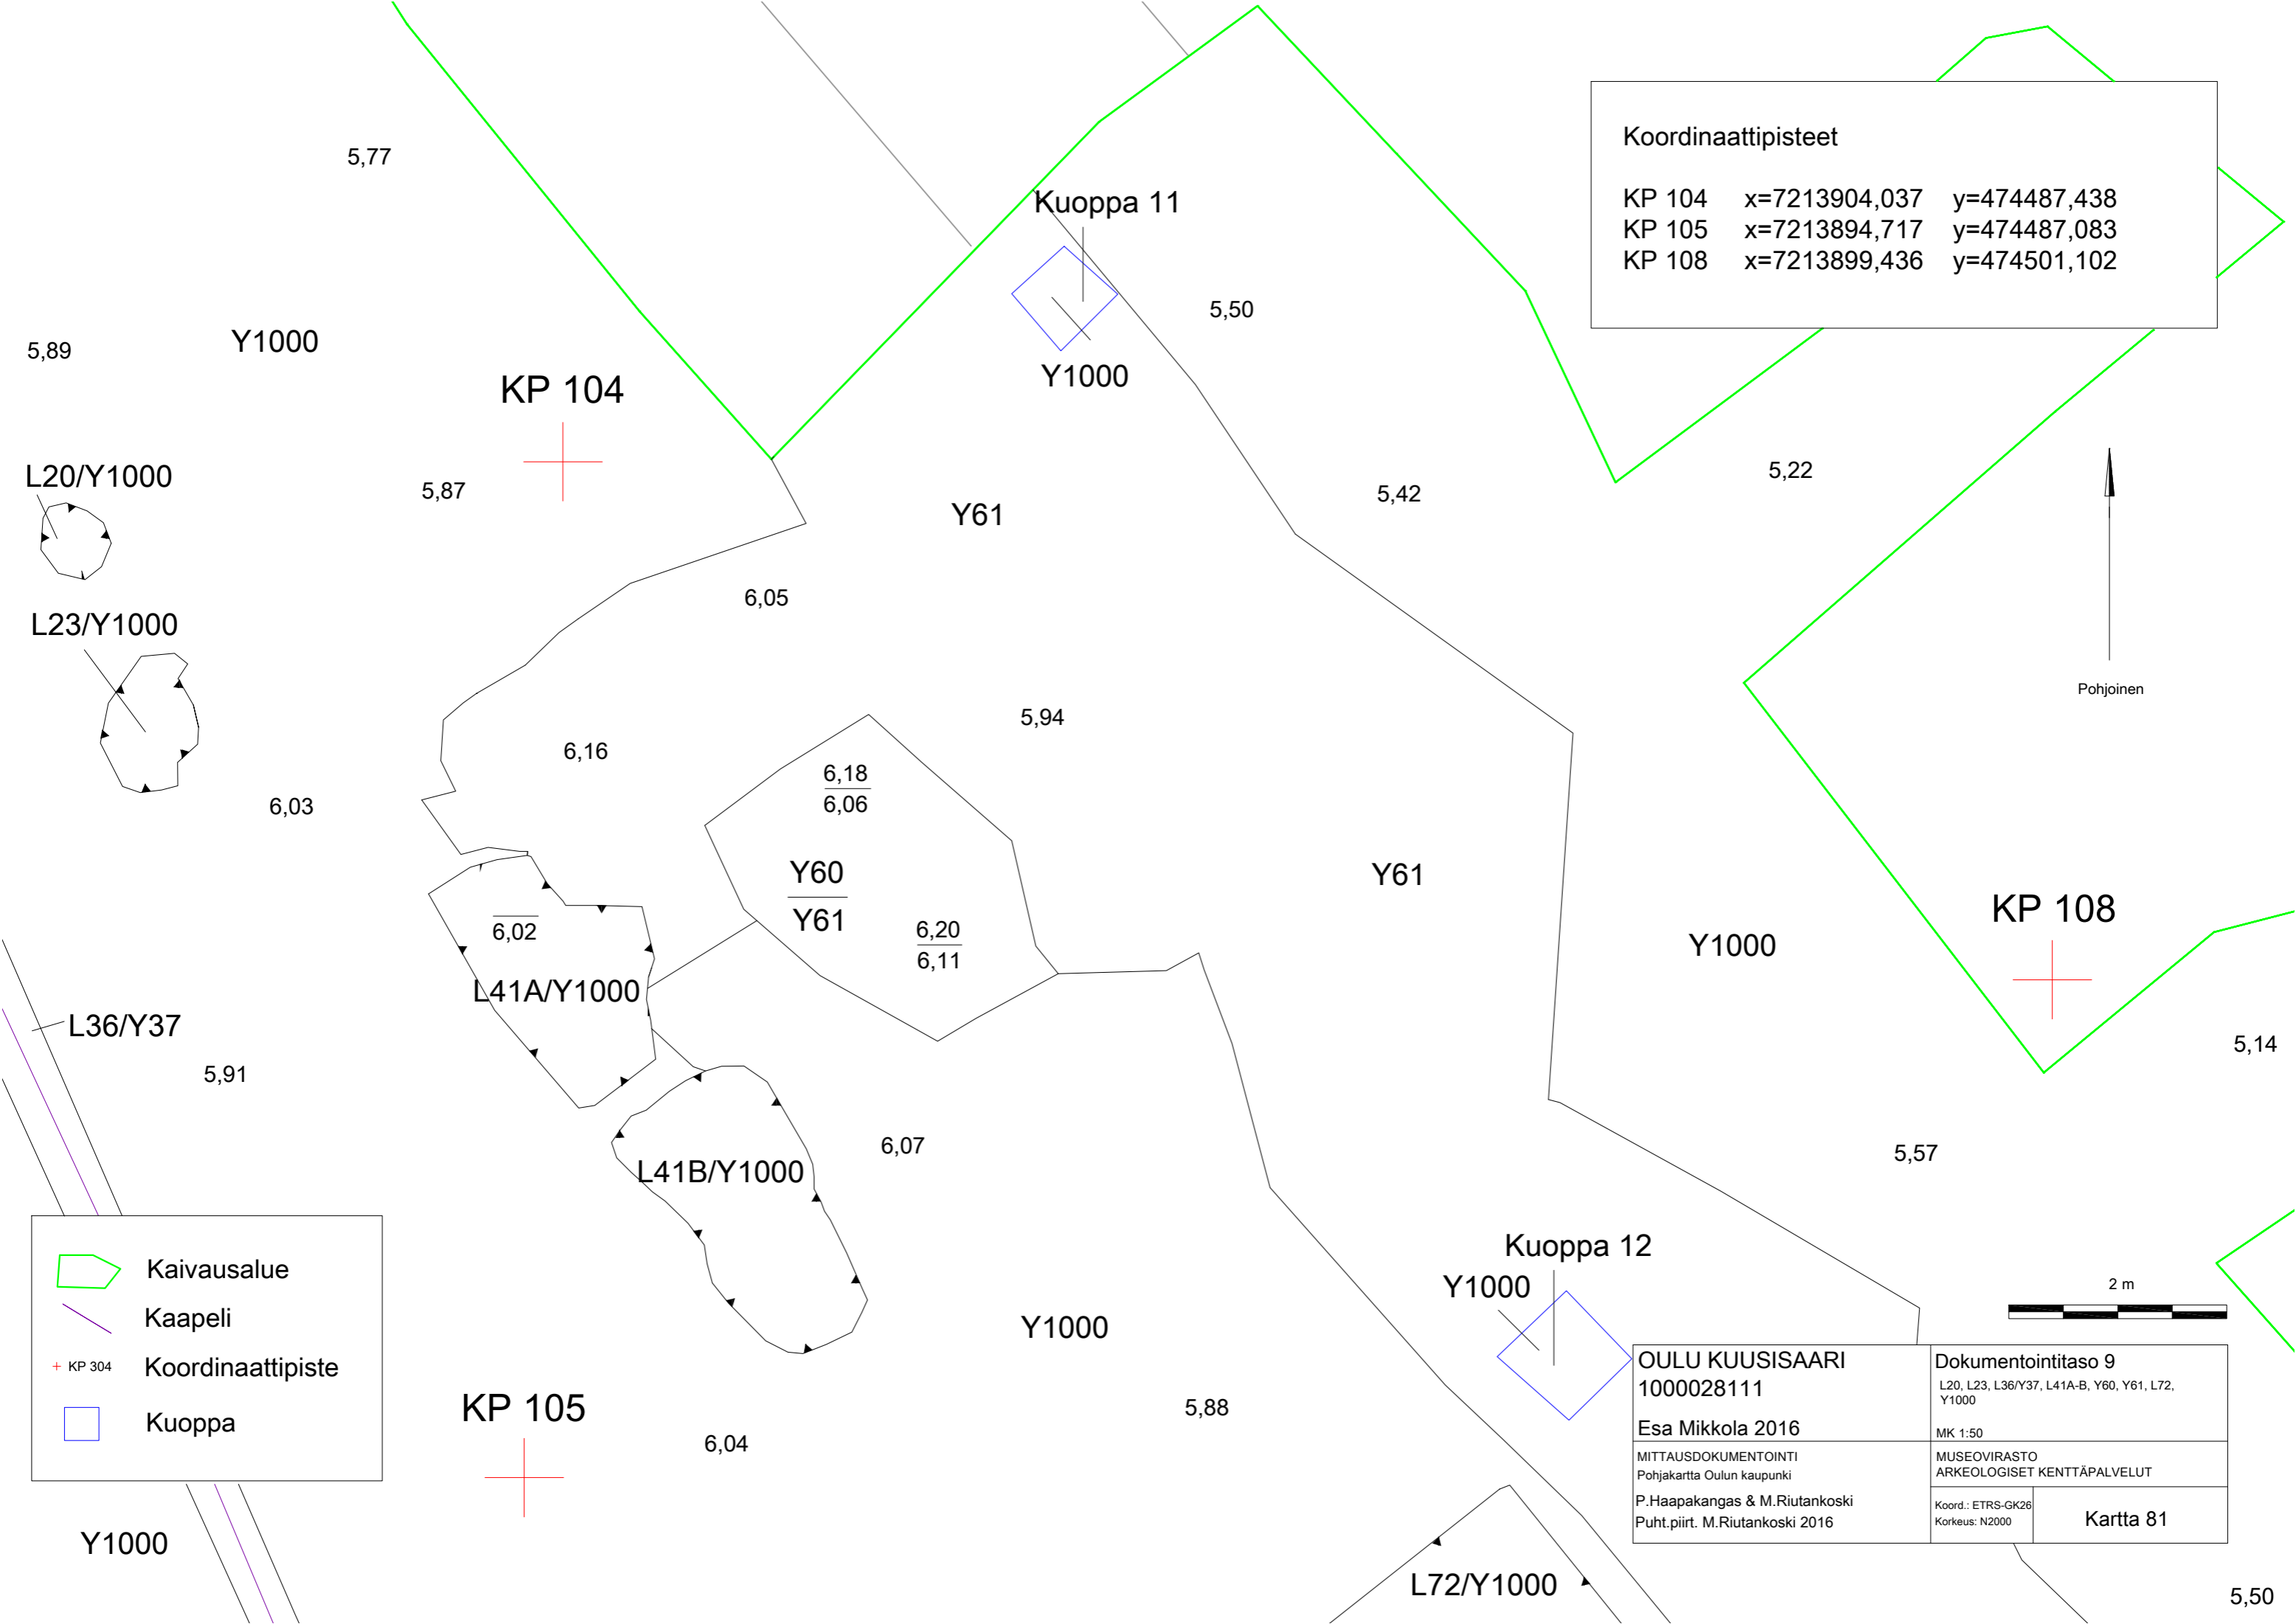 Koordinaattipisteet
KP 104 x=7213904,037 y=474487,438
KP 105 x=7213894,717 y=474487,083
KP 108 x=7213899,436 y=474501,102
5,77
Kuoppa 11
5,50
5,89
Y1000
Y1000
KP 104
L20/Y1000
5,87
Y61
5,42
5,22
6,05
L23/Y1000
Pohjoinen
5,94
6,16
6,18
6,06
6,03
Y60
Y61
Y61
6,02
6,20
6,11
Y1000
KP 108
L41A/Y1000
L36/Y37
5,91
5,14
6,07
5,57
L41B/Y1000
Kuoppa 12
Y1000
Y1000
2 m
Kaivausalue
Kaapeli
KP 304 Koordinaattipiste
Kuoppa
KP 105
6,04
5,88
Y1000
L72/Y1000
OULU KUUSISAARI
1000028111
Esa Mikkola 2016
Dokumentointitaso 9
L20, L23, L36/Y37, L41A-B, Y60, Y61, L72,
Y1000
MK 1:50
MITTAUSDOKUMENTOINTI
Pohjakartta Oulun kaupunki
P.Haapakangas & M.Riutankoski
Puht.piirt. M.Riutankoski 2016
MUSEOVIRASTO
ARKEOLOGISET KENTTÄPALVELUT
Koord.: ETRS-GK26
Korkeus: N2000
Kartta 81
5,50